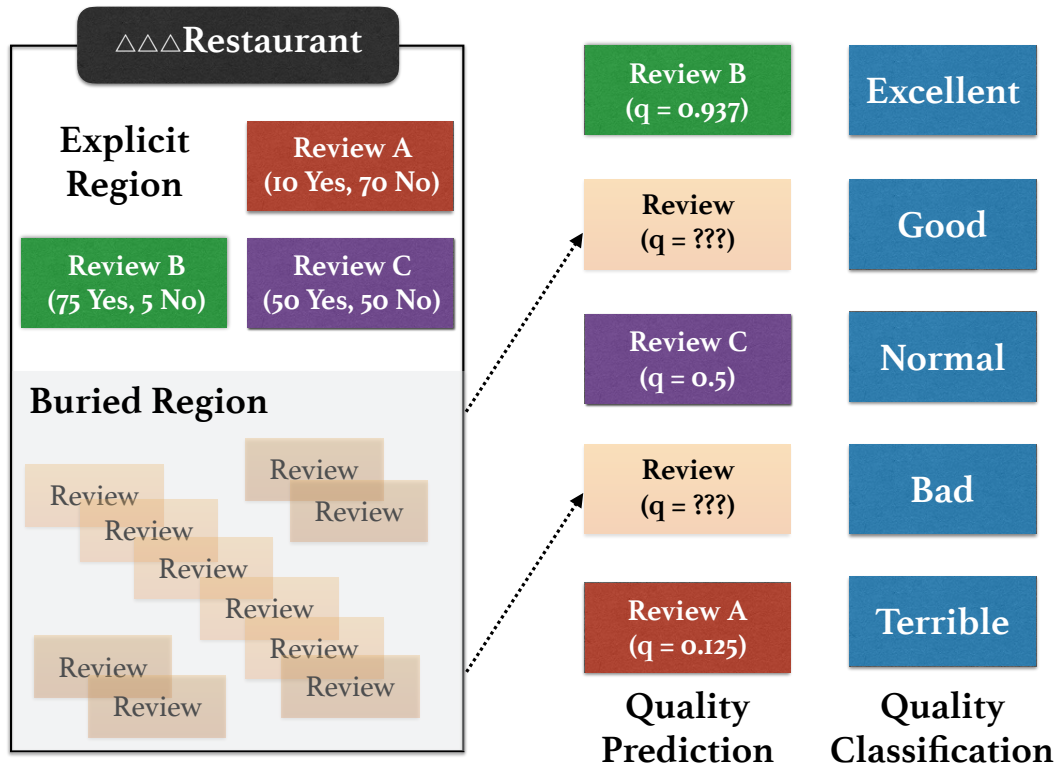 △△△Restaurant
Explicit
Region
Review A
(10 Yes, 70 No)
Review B
(75 Yes, 5 No)
Review C
(50 Yes, 50 No)
Buried Region
Review
Review
Review
Review
Review
Review
Review
Review
Review
Review
Review B
(q = 0.937)
Review
(q = ???)
Review C
(q = 0.5)
Review
(q = ???)
Review A
(q = 0.125)
Quality
Prediction
Excellent
Good
Normal
Bad
Terrible
Quality
Classification